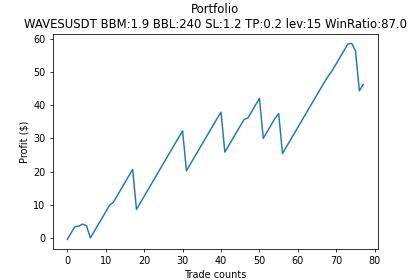 Portfolio
WAVESUSDT BBM:1.9 BBL:240 SL:1.2 TP:0.2 lev:15 WinRatio:87.0
60
50
40
30
20
10
0
Profit ($)
0 10 20 30 40 50 60 70 80
Trade counts